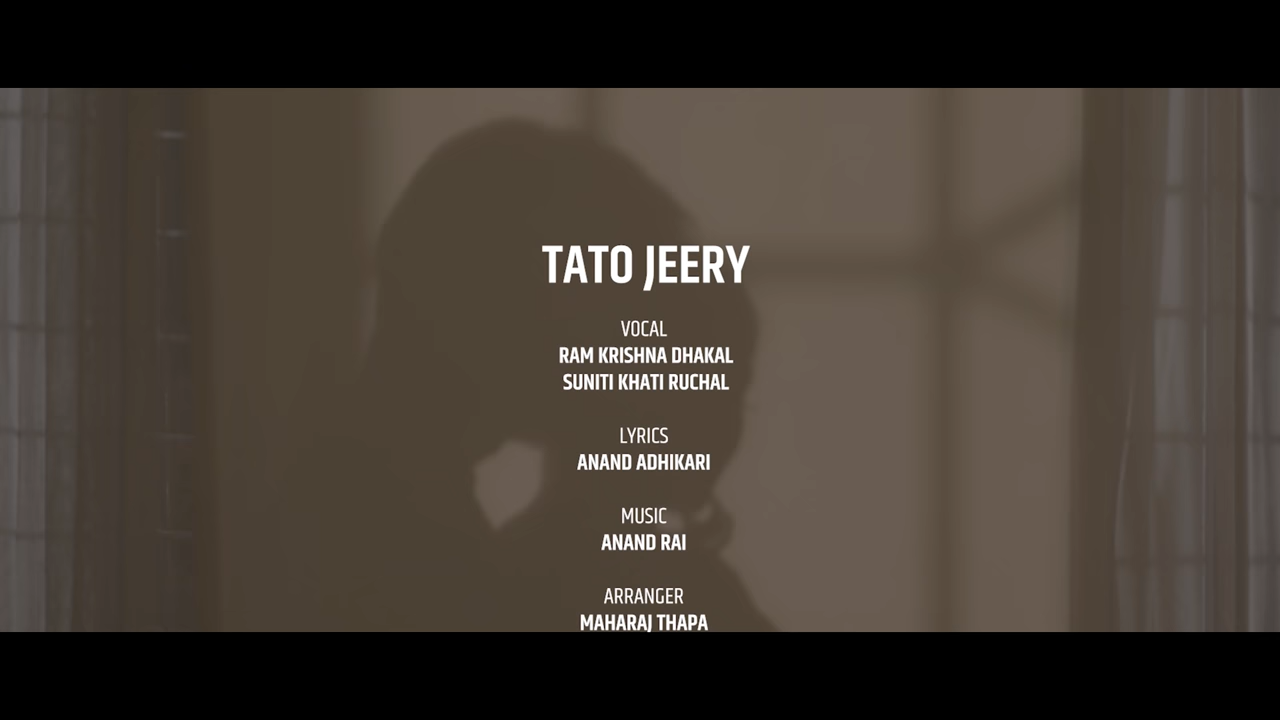 TATO JEERY
VOCAL
RAM KRISHNA DHAKAL
SUNITI KHATI RUCHAL
LYRICS
ANAND ADHIKARI
MUSIC
ANAND RAI
ARRANGER
MAHARAJ THAPA